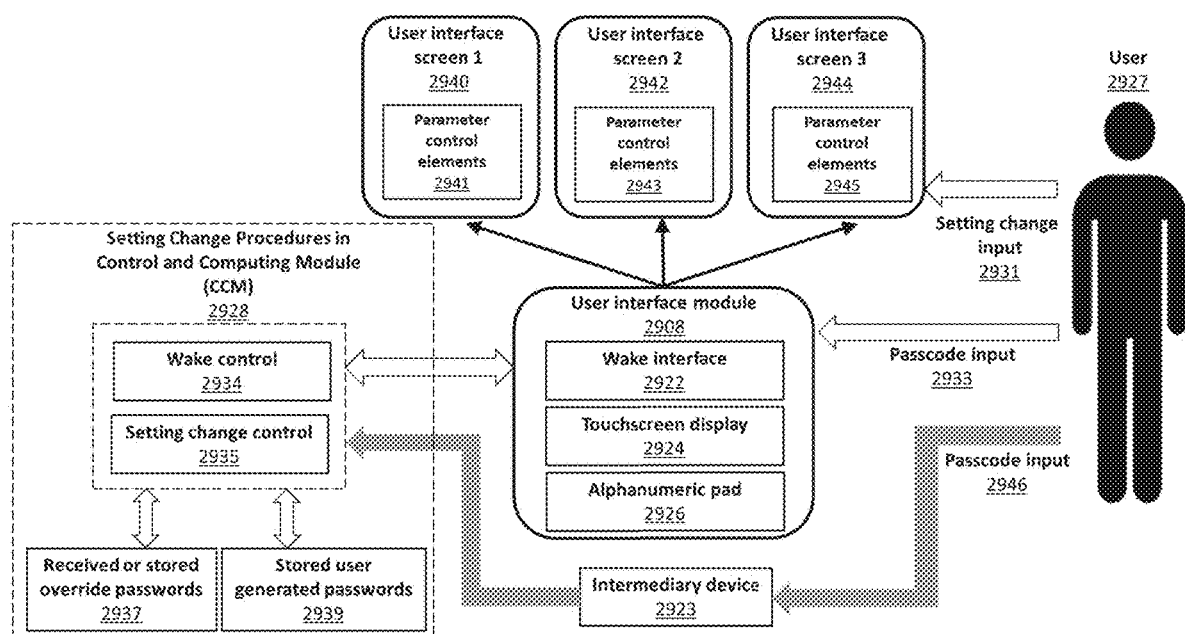 User interface
screen 1
2940
Parameter
control
elements
2941
User interface
screen 2
2942
Parameter
control
elements
2943
User interface
screen 3
2944
Parameter
control
elements
2945
User
2927
Setting change
input
2931
Setting Change Procedures in
Control and Computing Module
(CCM)
2928
Wake control
2934
Setting change control
2935
Received or stored
override passwords
2937
Stored user
generated passwords
2939
User interface module
2908
Wake interface
2922
Touchscreen display
2924
Alphanumeric pad
2926
Passcode input
2933
Passcode input
2946
Intermediary device
2923